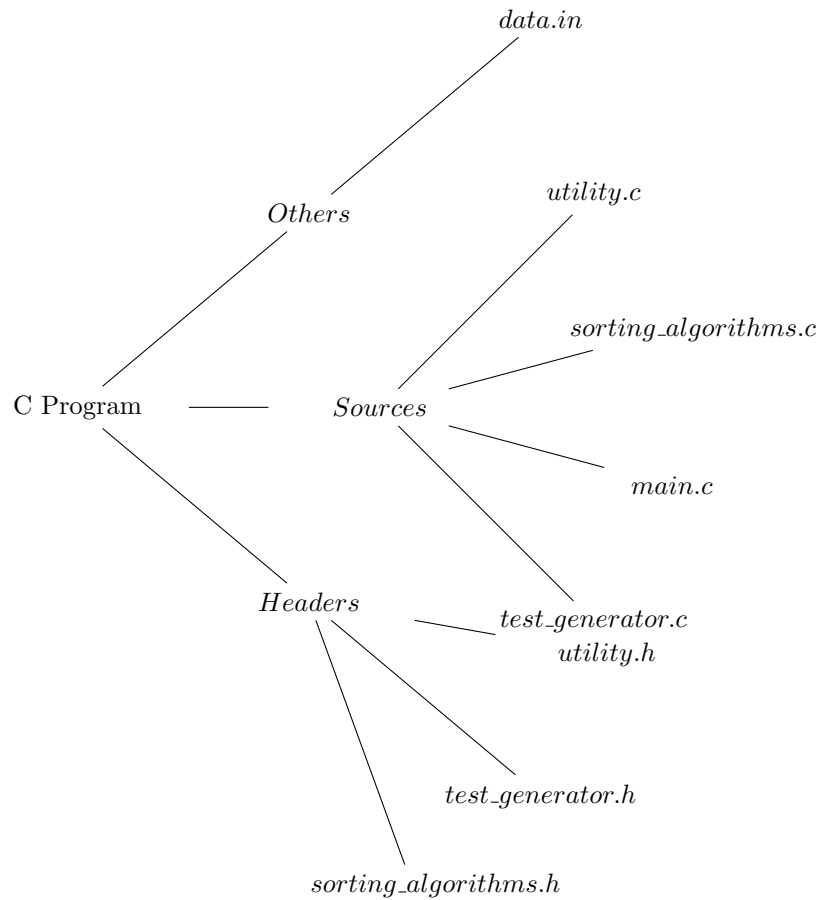 data.in
utility.c
Others
sorting_algorithms.c
C Program
Sources
main.c
Headers
test_generator.c
utility.h
test_generator.h
sorting_algorithms.h